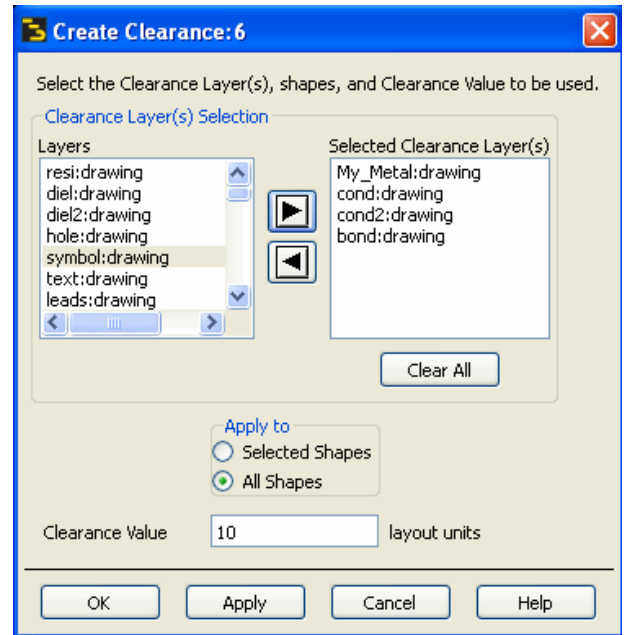 Create Clearance:6
Select the Clearance Layer(s), shapes, and Clearance Value to be used.
Clearance Layer(s) Selection
Layers
resi:drawing
diel:drawing
diel2:drawing
hole:drawing
symbol:drawing
text:drawing
leads:drawing
Selected Clearance Layer(s)
My_Metal:drawing
cond:drawing
cond2:drawing
bond:drawing
Clear All
Apply to
Selected Shapes
All Shapes
Clearance Value 10 layout units
OK Apply Cancel Help